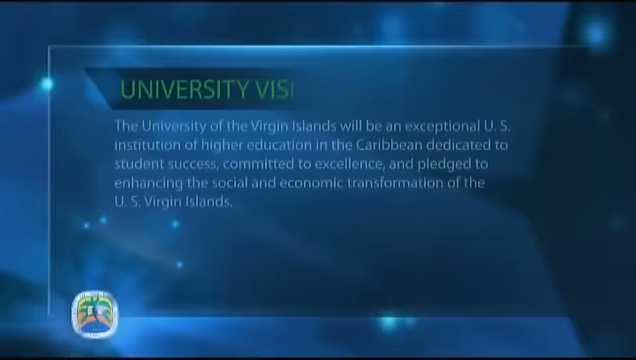 UNIVERSITY VISI
The University of the Virgin Islands will be an exceptional U. S.
institution of higher education in the Caribbean dedicated to
student success, committed to excellence, and pledged to
enhancing the social and economic transformation of the
U. S. Virgin Islands.